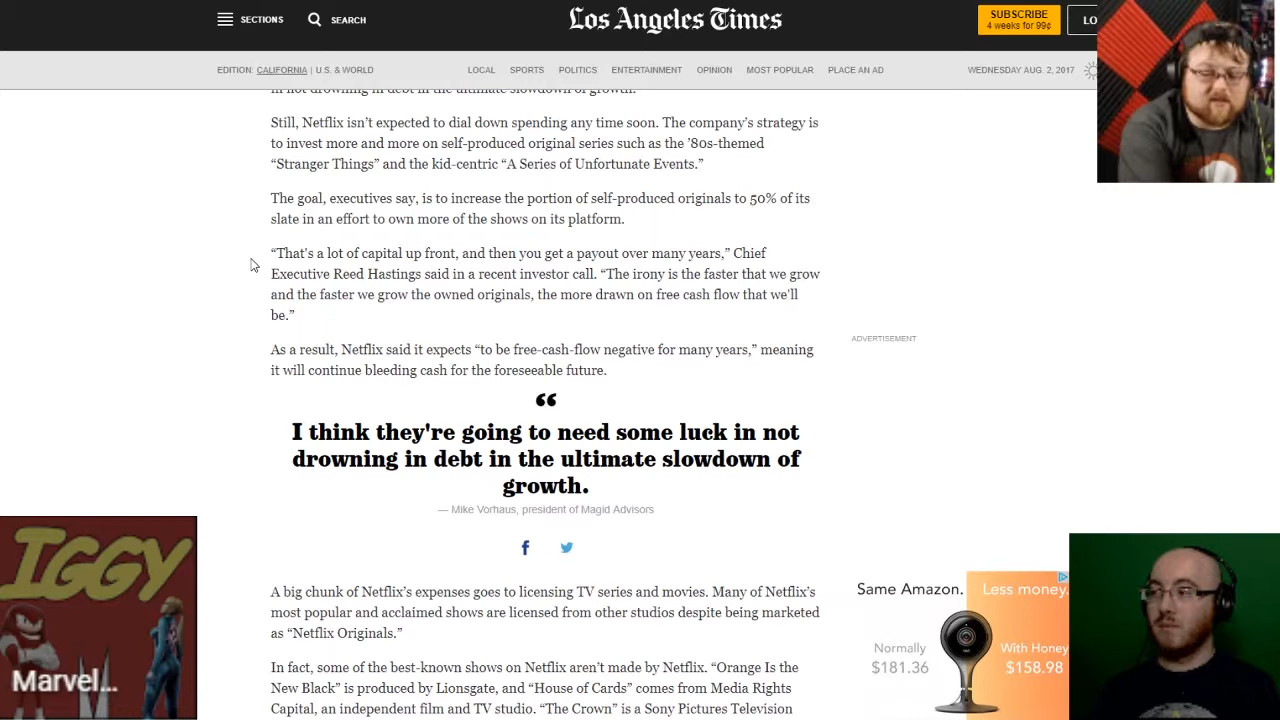 SECTIONS
SEARCH
Los Angeles Times
SUBSCRIBE
4 weeks for 99¢
LO
EDITION: CALIFORNIA | U.S. & WORLD
LOCAL SPORTS POLITICS ENTERTAINMENT OPINION MOST POPULAR PLACE AN AD
WEDNESDAY AUG. 2, 2017
in not drowning in debt in the ultimate slowdown of growth.
Still, Netflix isn’t expected to dial down spending any time soon. The company’s strategy is
to invest more and more on self-produced original series such as the ’80s-themed
“Stranger Things” and the kid-centric “A Series of Unfortunate Events.”
The goal, executives say, is to increase the portion of self-produced originals to 50% of its
slate in an effort to own more of the shows on its platform.
“That's a lot of capital up front, and then you get a payout over many years,” Chief
Executive Reed Hastings said in a recent investor call. “The irony is the faster that we grow
and the faster we grow the owned originals, the more drawn on free cash flow that we'll
be.”
As a result, Netflix said it expects “to be free-cash-flow negative for many years,” meaning
it will continue bleeding cash for the foreseeable future.
“
I think they're going to need some luck in not
drowning in debt in the ultimate slowdown of
growth.
— Mike Vorhaus, president of Magid Advisors
A big chunk of Netflix’s expenses goes to licensing TV series and movies. Many of Netflix’s
most popular and acclaimed shows are licensed from other studios despite being marketed
as “Netflix Originals.”
In fact, some of the best-known shows on Netflix aren’t made by Netflix. “Orange Is the
New Black” is produced by Lionsgate, and “House of Cards” comes from Media Rights
Capital, an independent film and TV studio. “The Crown” is a Sony Pictures Television
ADVERTISEMENT
Same Amazon. Less money.
Normally
$181.36
With Honey
$158.98
IGGY
Marvel...